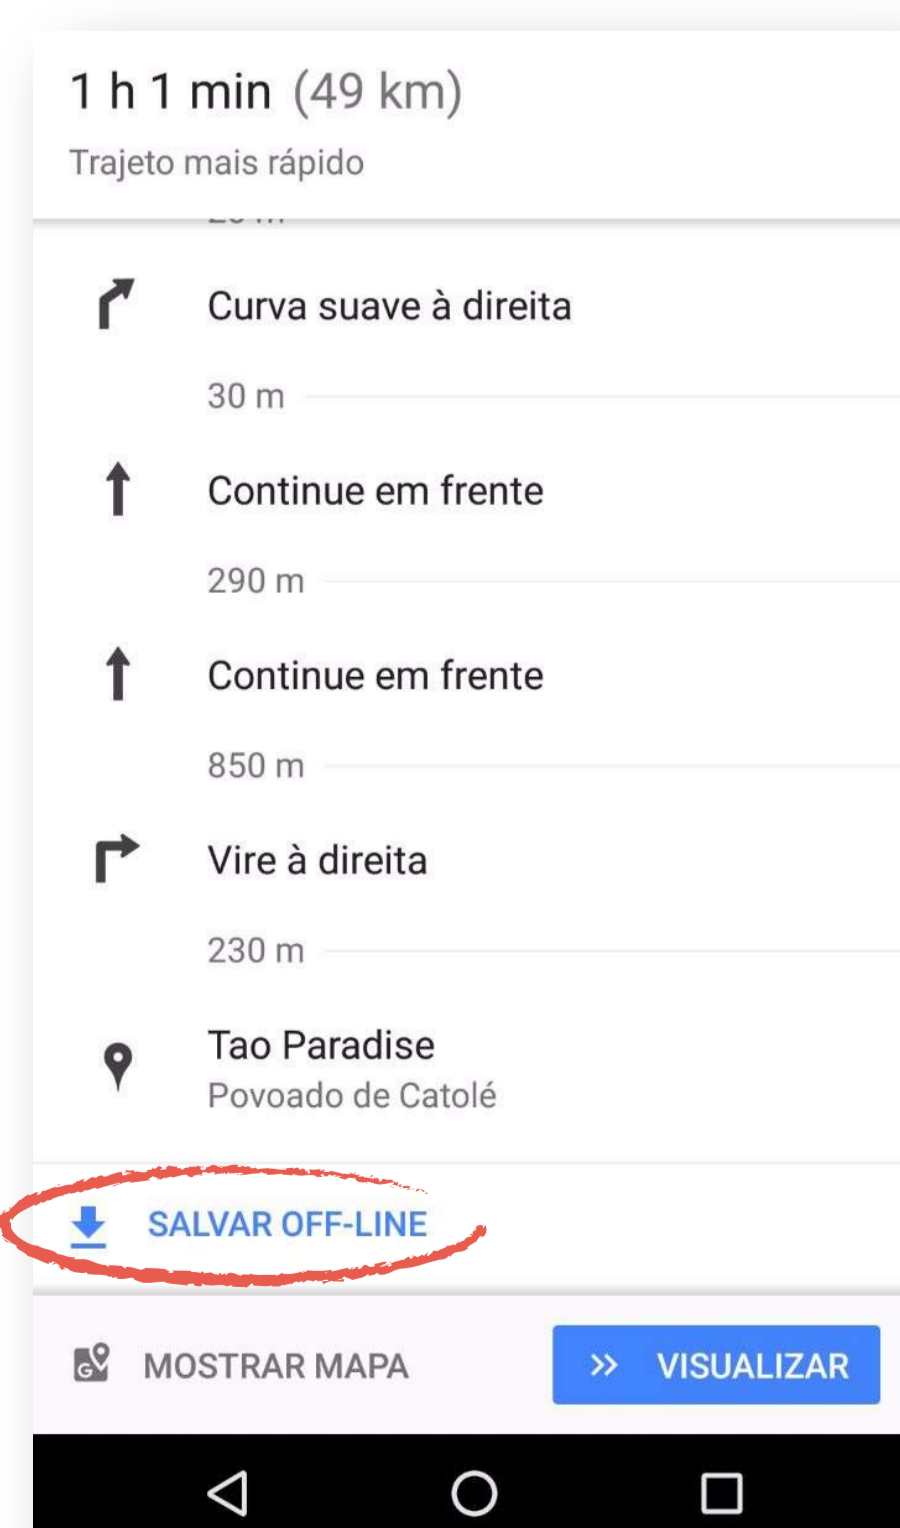 1 h 1 min (49 km)
Trajeto mais rápido
Curva suave à direita
30 m
Continue em frente
290 m
Continue em frente
850 m
Vire à direita
230 m
Tao Paradise
Povoado de Catolé
SALVAR OFF-LINE
MOSTRAR MAPA
VISUALIZAR